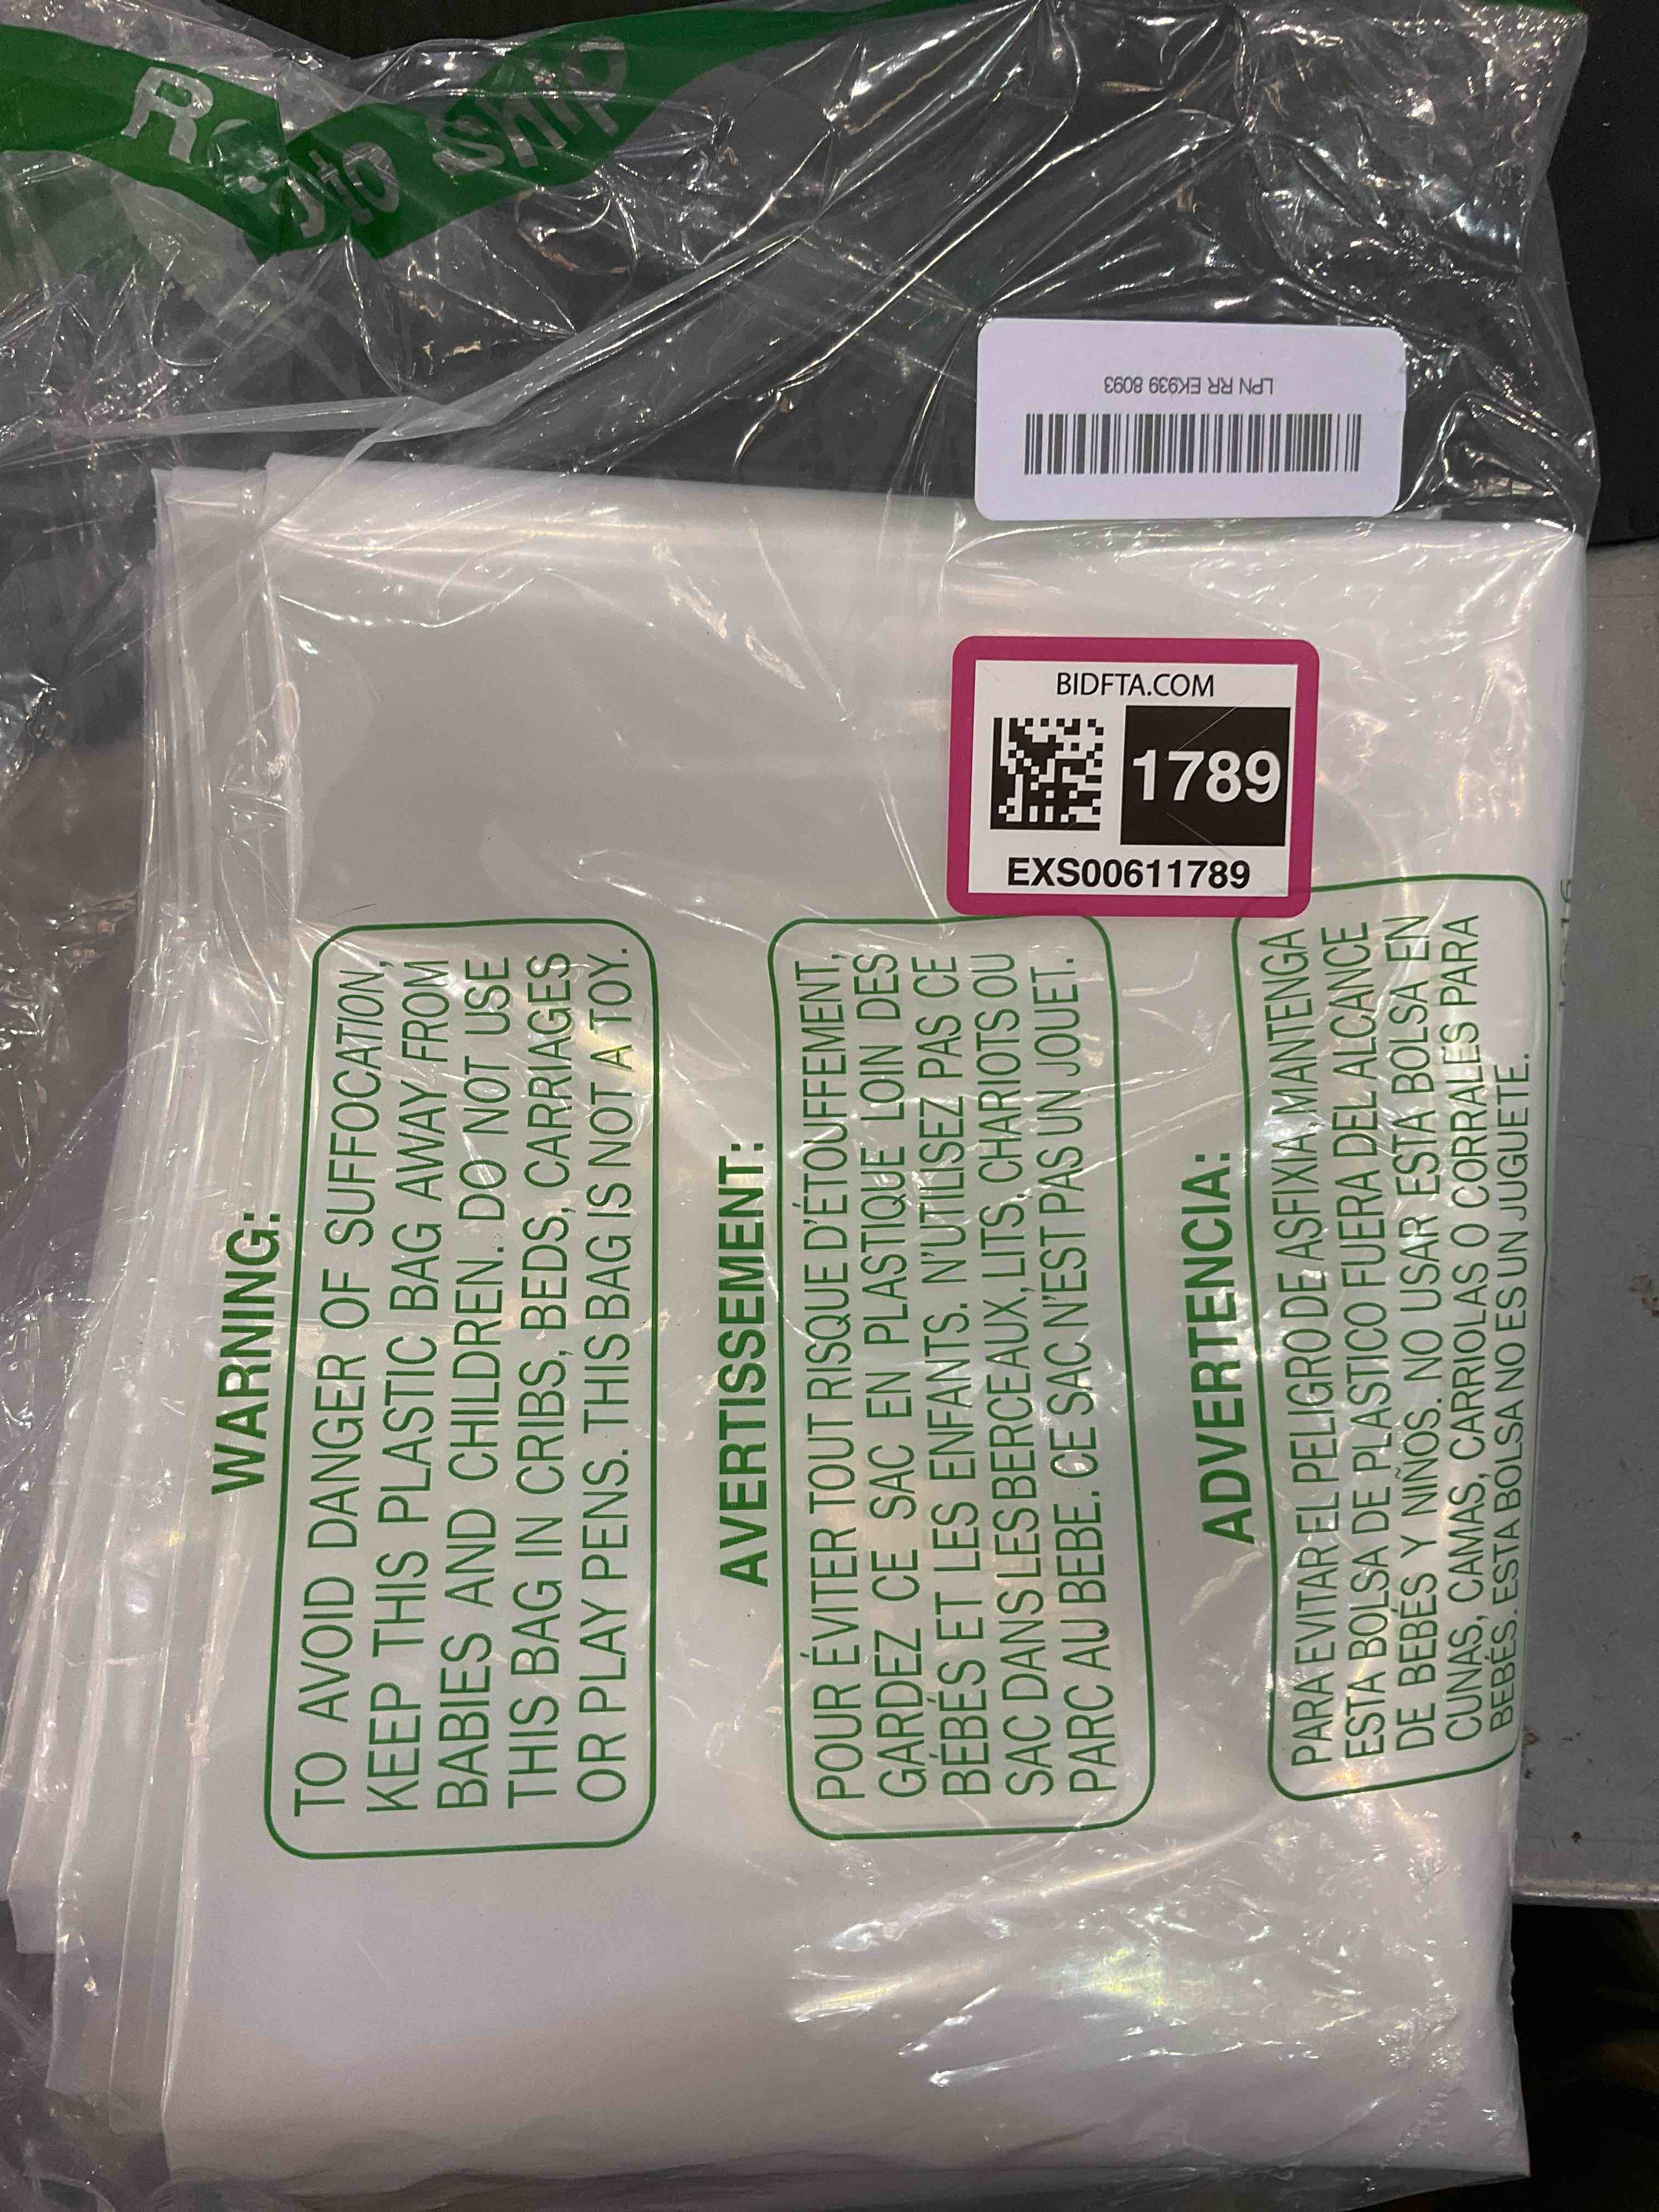 to ship
LPN RR EK939 8093
BIDFTA.COM
1789
EXS00611789
WARNING:
TO AVOID DANGER OF SUFFOCATION,
KEEP THIS PLASTIC BAG AWAY FROM
BABIES AND CHILDREN. DO NOT USE
THIS BAG IN CRIBS, BEDS, CARRIAGES
OR PLAY PENS. THIS BAG IS NOT A TOY.
AVERTISSEMENT:
POUR ÉVITER TOUT RISQUE D'ÉTOUFFEMENT,
GARDEZ CE SAC EN PLASTIQUE LOIN DES
BÉBÉS ET LES ENFANTS. N'UTILISEZ PAS CE
SAC DANS LES BERCEAUX, LITS, CHARIOTS OU
PARC AU BEBE. CE SAC N'EST PAS UN JOUET.
ADVERTENCIA:
PARA EVITAR EL PELIGRO DE ASFIXIA, MANTENGA
ESTA BOLSA DE PLASTICO FUERA DEL ALCANCE
DE BEBÉS Y NIÑOS. NO USAR ESTA BOLSA EN
CUNAS, CAMAS, CARRIOLAS O CORRALES PARA
BEBÉS. ESTA BOLSA NO ES UN JUGUETE.